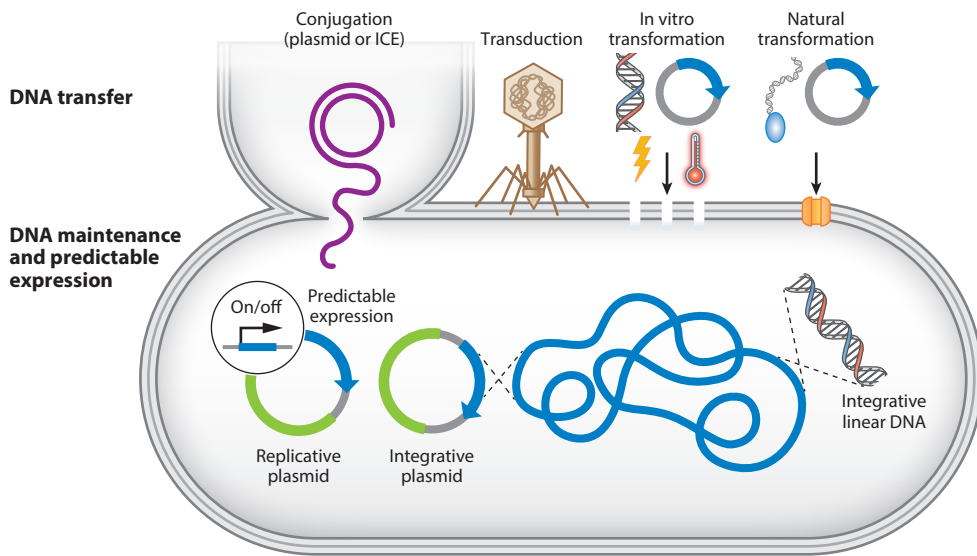 Conjugation
(plasmid or ICE)
Transduction
In vitro
transformation
Natural
transformation
DNA transfer
DNA maintenance
and predictable
expression
On/off
Predictable
expression
Replicative
plasmid
Integrative
plasmid
Integrative
linear DNA